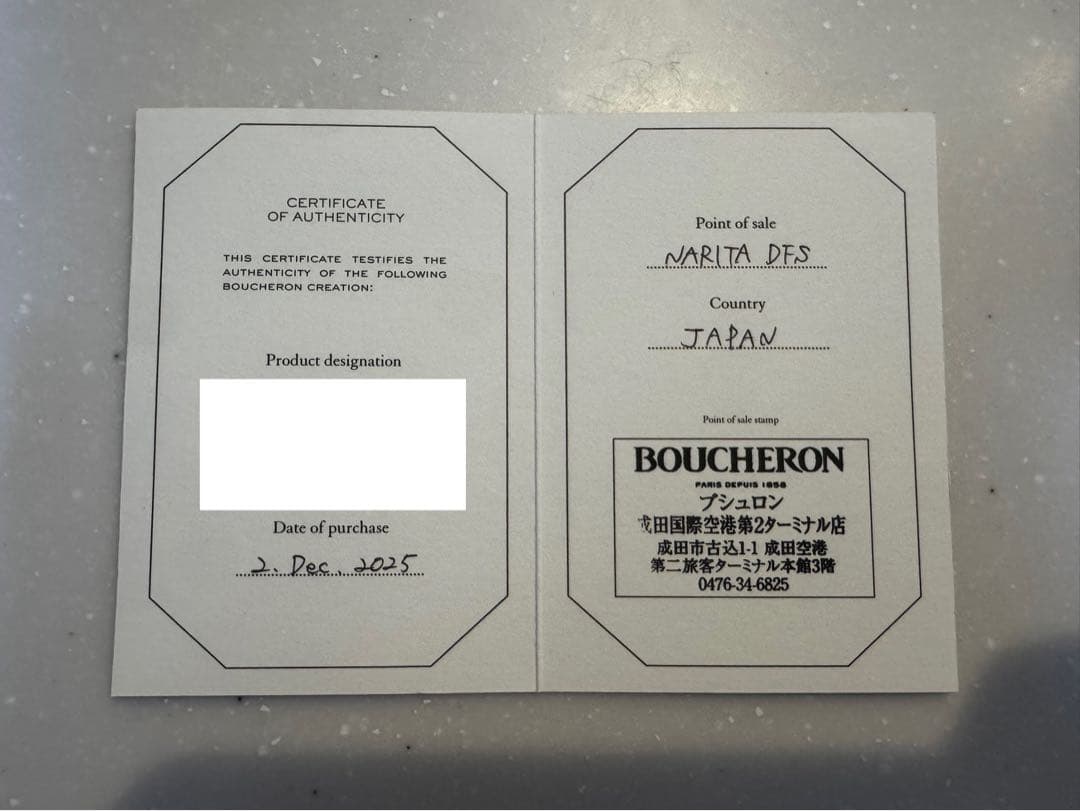 CERTIFICATE
OF AUTHENTICITY
THIS CERTIFICATE TESTIFIES THE
AUTHENTICITY OF THE FOLLOWING
BOUCHERON CREATION:
Product designation
Date of purchase
2. Dec. 2025
Point of sale
NARITA DFS
Country
JAPAN
Point of sale stamp
BOUCHERON
PARIS DEPUIS 1858
ブシュロン
成田国際空港第2ターミナル店
成田市古込1-1 成田空港
第二旅客ターミナル本館3階
0476-34-6825